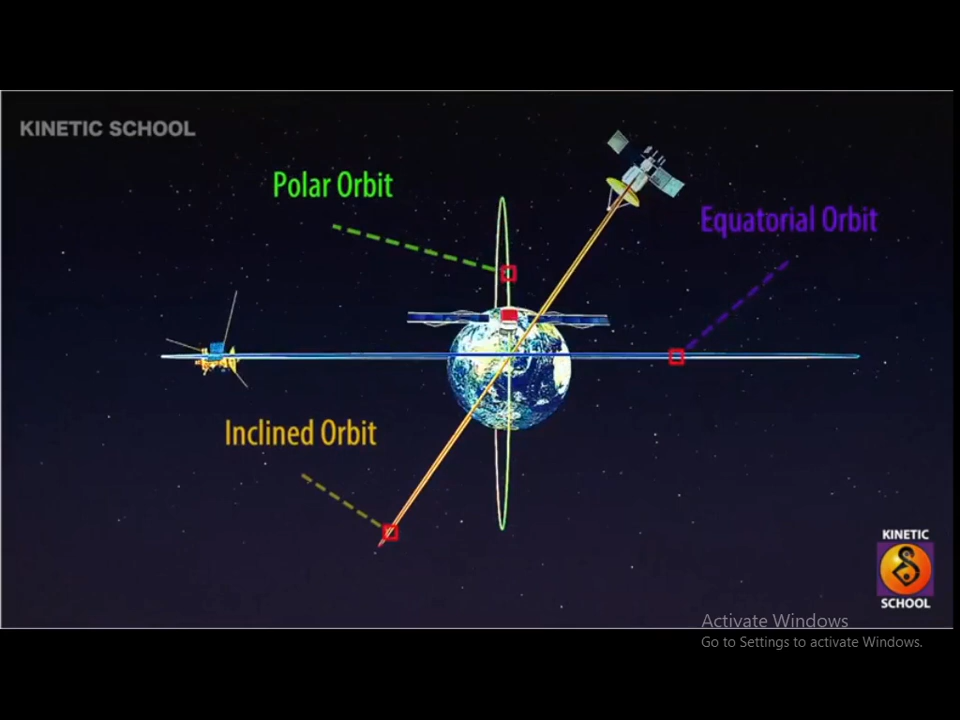 KINETIC SCHOOL
Polar Orbit
Equatorial Orbit
Inclined Orbit
KINETIC
SCHOOL
Activate Windows
Go to Settings to activate Windows.